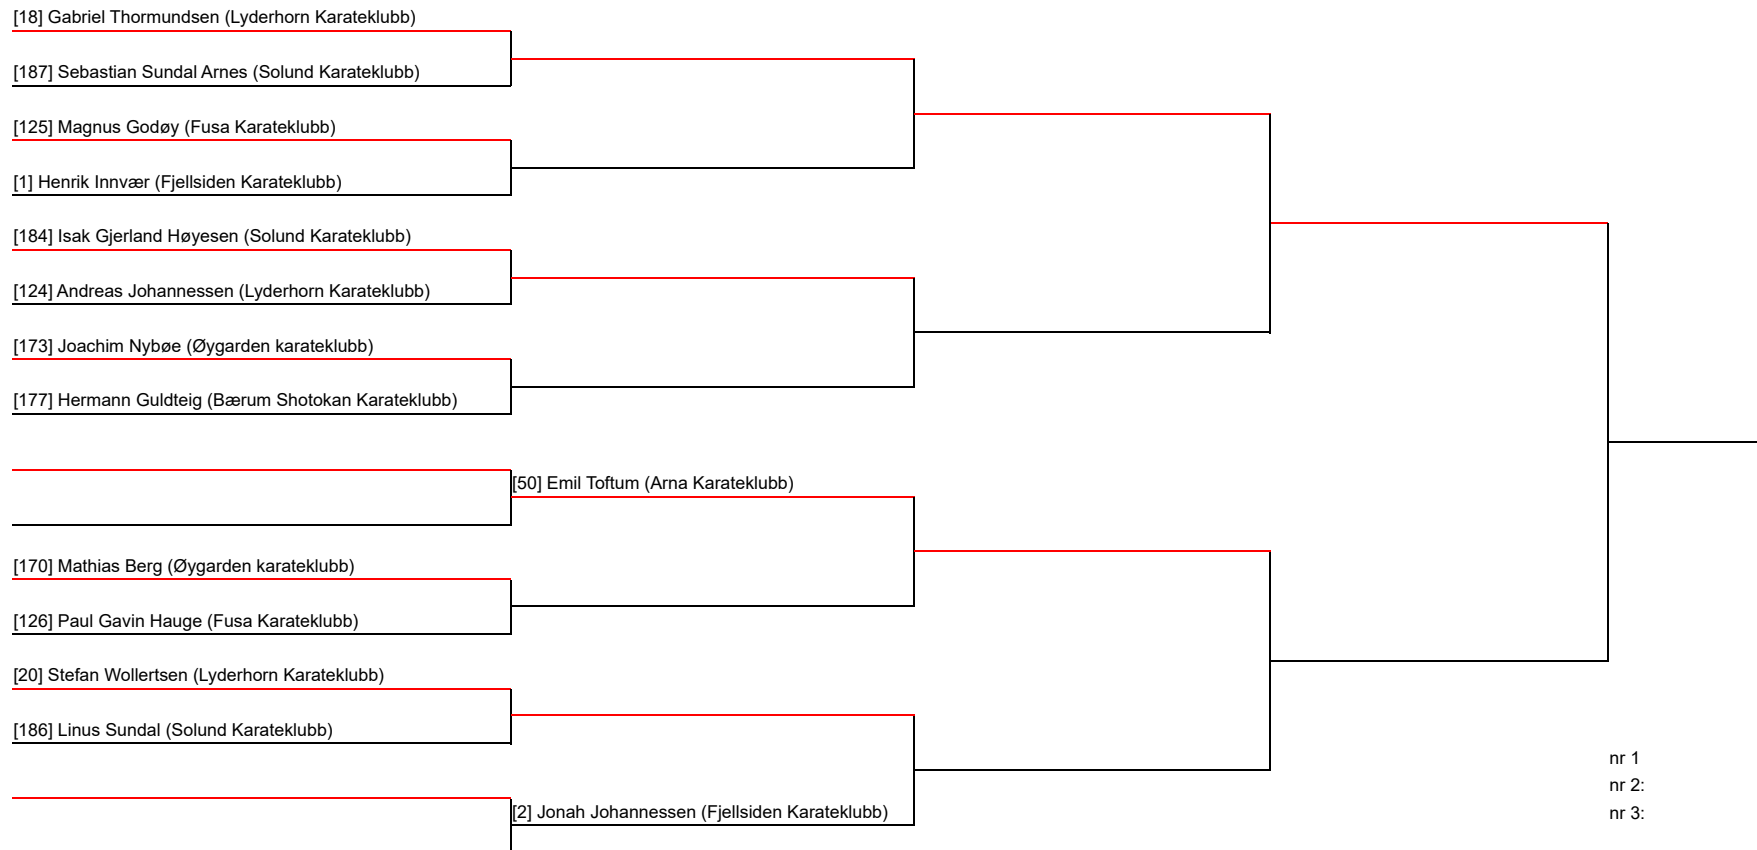 [18] Gabriel Thormundsen (Lyderhorn Karateklubb)
[187] Sebastian Sundal Arnes (Solund Karateklubb)
[125] Magnus Godøy (Fusa Karateklubb)
[1] Henrik Innvær (Fjellsiden Karateklubb)
[184] Isak Gjerland Høyesen (Solund Karateklubb)
[124] Andreas Johannessen (Lyderhorn Karateklubb)
[173] Joachim Nybøe (Øygarden karateklubb)
[177] Hermann Guldteig (Bærum Shotokan Karateklubb)
[50] Emil Toftum (Arna Karateklubb)
[170] Mathias Berg (Øygarden karateklubb)
[126] Paul Gavin Hauge (Fusa Karateklubb)
[20] Stefan Wollertsen (Lyderhorn Karateklubb)
[186] Linus Sundal (Solund Karateklubb)
[2] Jonah Johannessen (Fjellsiden Karateklubb)
nr 1
nr 2:
nr 3: